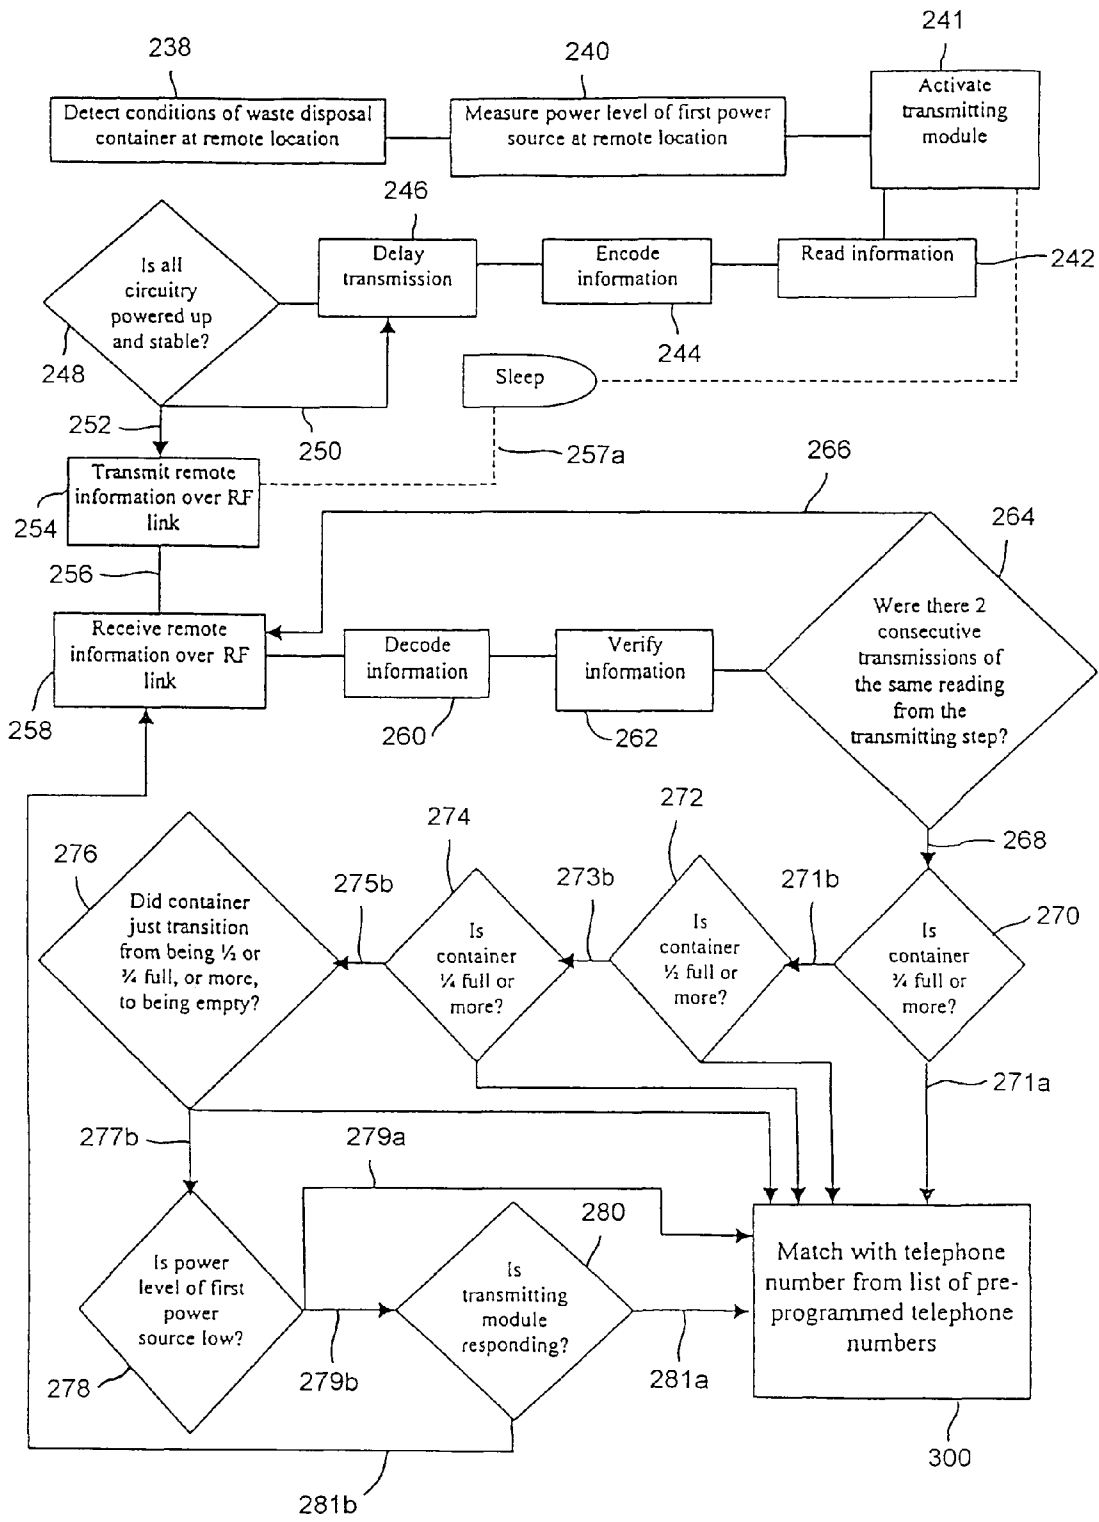 238
240
241
Detect conditions of waste disposal
container at remote location
Measure power level of first power
source at remote location
Activate
transmitting
module
246
Is all
circuitry
powered up
and stable?
Delay
transmission
Encode
information
Read information
242
248
244
Sleep
252
250
257a
266
264
Transmit remote
information over RF
link
254
256
Receive remote
information over RF
link
258
Decode
information
260
Verify
information
262
Were there 2
consecutive
transmissions of
the same reading
from the
transmitting step?
268
276
274
272
275b
273b
271b
270
Did container
just transition
from being ½ or
¾ full, or more,
to being empty?
Is
container
¼ full or
more?
Is
container
½ full or
more?
Is
container
¾ full or
more?
271a
277b
279a
280
Is power
level of first
power
source low?
Is
transmitting
module
responding?
Match with telephone
number from list of pre-
programmed telephone
numbers
278
279b
281a
300
281b